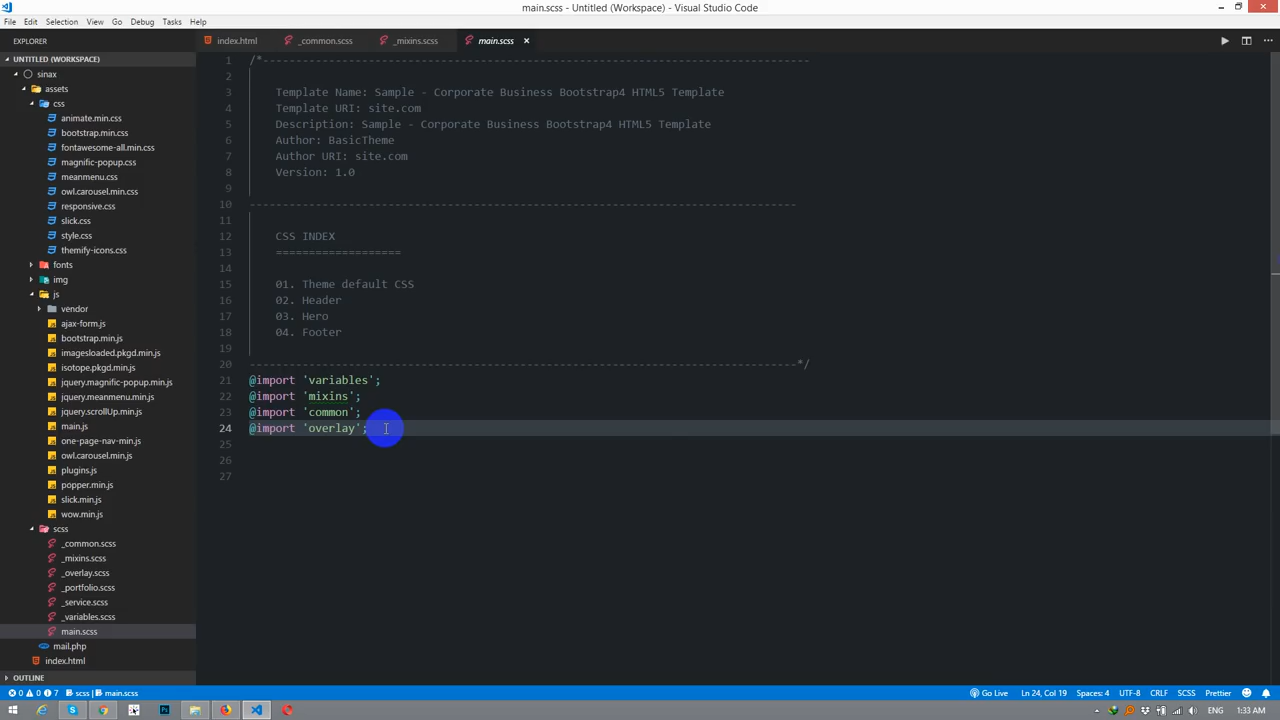 main.scss - Untitled (Workspace) - Visual Studio Code
File Edit Selection View Go Debug Tasks Help
EXPLORER
UNTITLED (WORKSPACE)
sinax
assets
css
animate.min.css
bootstrap.min.css
fontawesome-all.min.css
magnific-popup.css
meanmenu.css
owl.carousel.min.css
responsive.css
slick.css
style.css
themify-icons.css
fonts
img
js
vendor
ajax-form.js
bootstrap.min.js
imagesloaded.pkgd.min.js
isotope.pkgd.min.js
jquery.magnific-popup.min.js
jquery.meanmenu.min.js
jquery.scrollUp.min.js
main.js
one-page-nav-min.js
owl.carousel.min.js
plugins.js
popper.min.js
slick.min.js
wow.min.js
scss
_common.scss
_mixins.scss
_overlay.scss
_portfolio.scss
_service.scss
_variables.scss
main.scss
mail.php
index.html
OUTLINE
index.html _common.scss _mixins.scss main.scss
1 /*-----------------------------------------------------------------------------------
2
3 Template Name: Sample - Corporate Business Bootstrap4 HTML5 Template
4 Template URI: site.com
5 Description: Sample - Corporate Business Bootstrap4 HTML5 Template
6 Author: BasicTheme
7 Author URI: site.com
8 Version: 1.0
9
10 -----------------------------------------------------------------------------------
11
12 CSS INDEX
13 ===================
14
15 01. Theme default CSS
16 02. Header
17 03. Hero
18 04. Footer
19
20 -----------------------------------------------------------------------------------*/
21 @import 'variables';
22 @import 'mixins';
23 @import 'common';
24 @import 'overlay';
25
26
27
0 0 7 scss main.scss Go Live Ln 24, Col 19 Spaces: 4 UTF-8 CRLF SCSS Prettier
ENG 1:33 AM